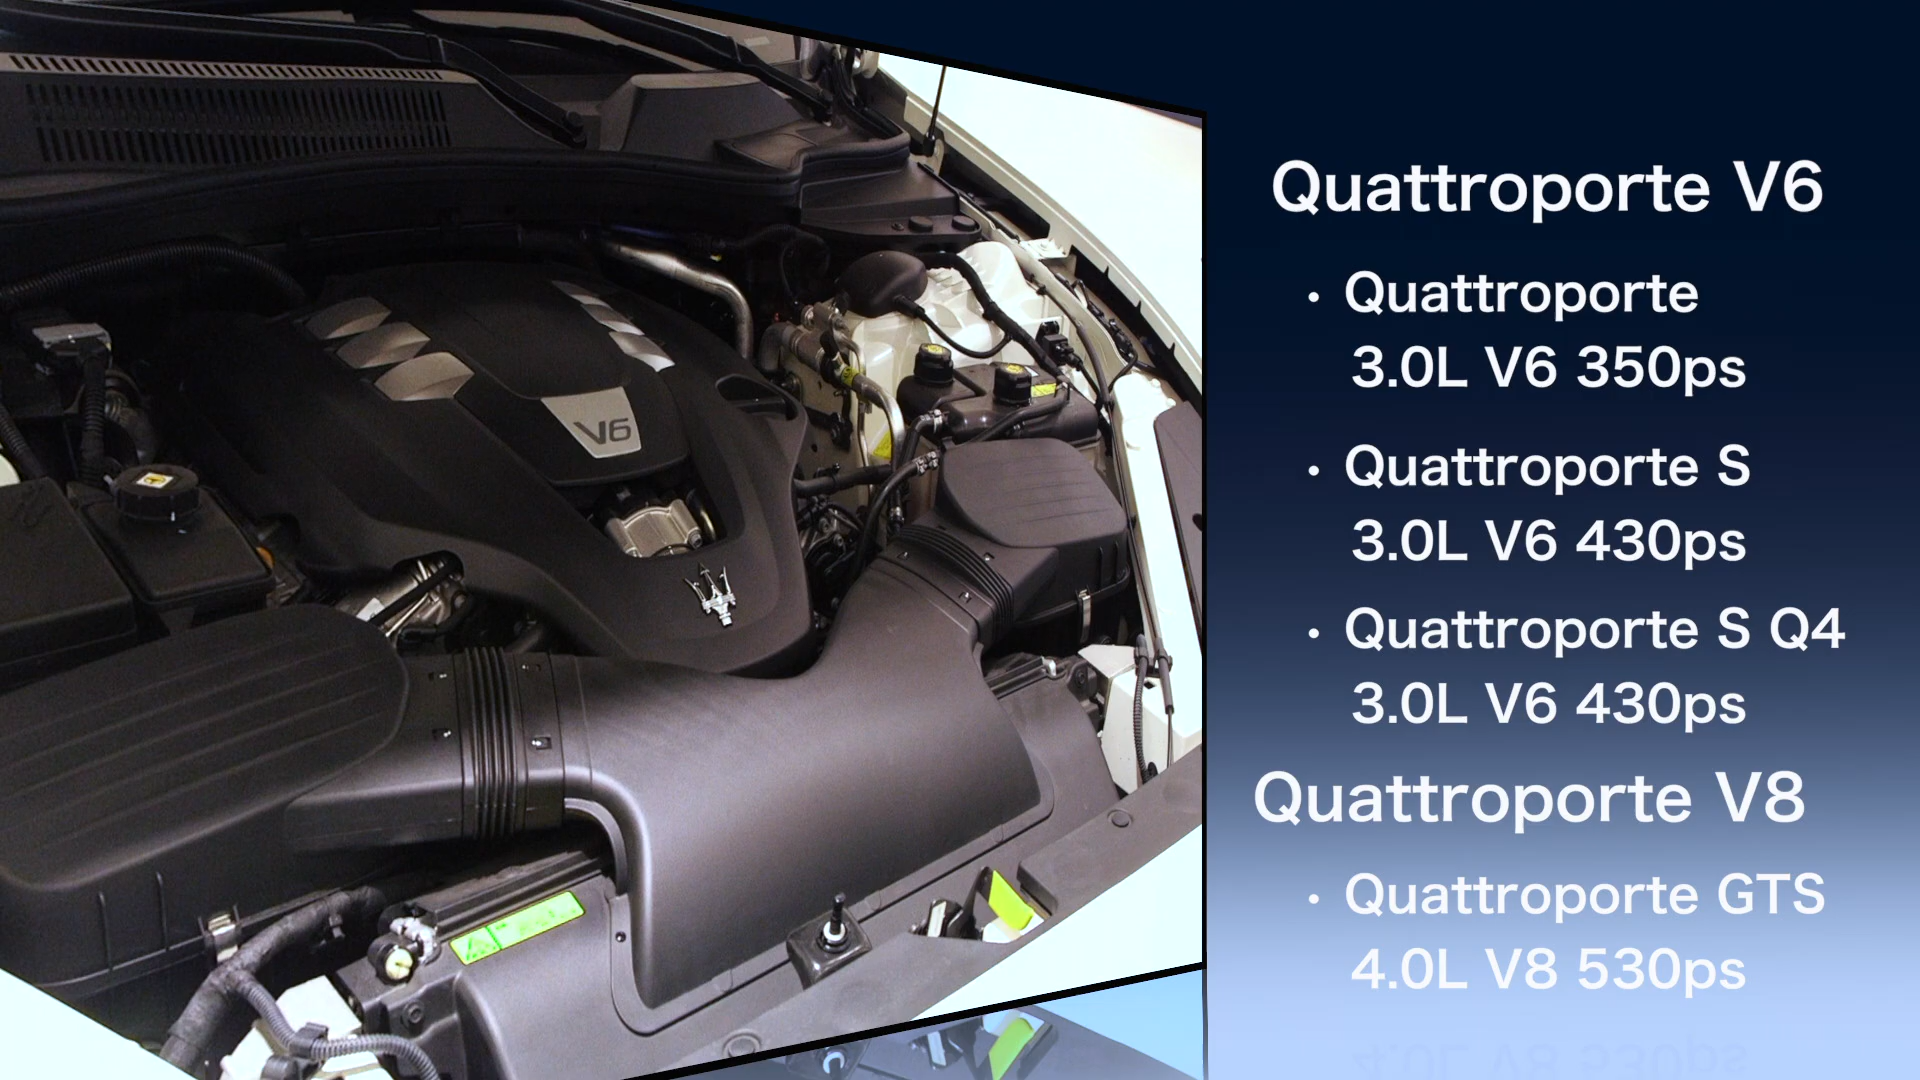 V6
Quattroporte V6
・Quattroporte
3.0L V6 350ps
・Quattroporte S
3.0L V6 430ps
・Quattroporte S Q4
3.0L V6 430ps
Quattroporte V8
・Quattroporte GTS
4.0L V8 530ps